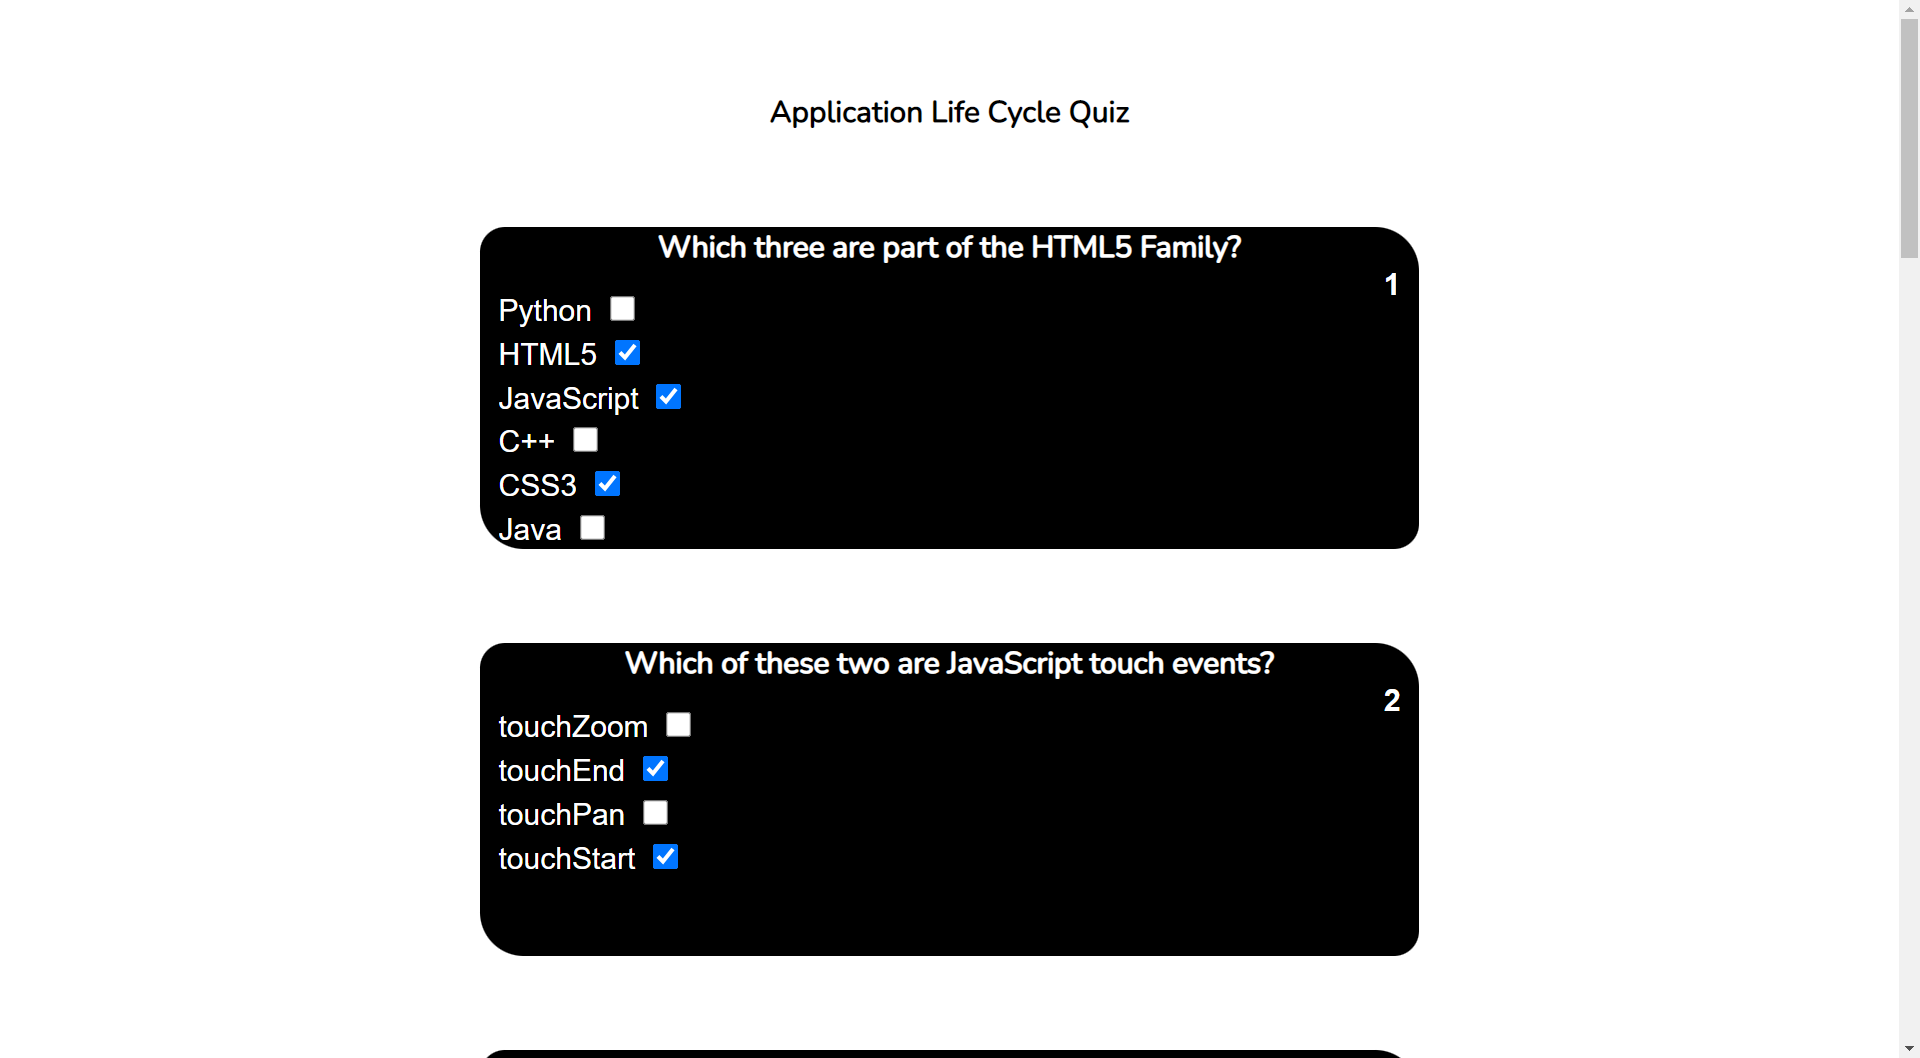 Application Life Cycle Quiz
Which three are part of the HTML5 Family?
1
Python
HTML5
JavaScript
C++
CSS3
Java
Which of these two are JavaScript touch events?
2
touchZoom
touchEnd
touchPan
touchStart